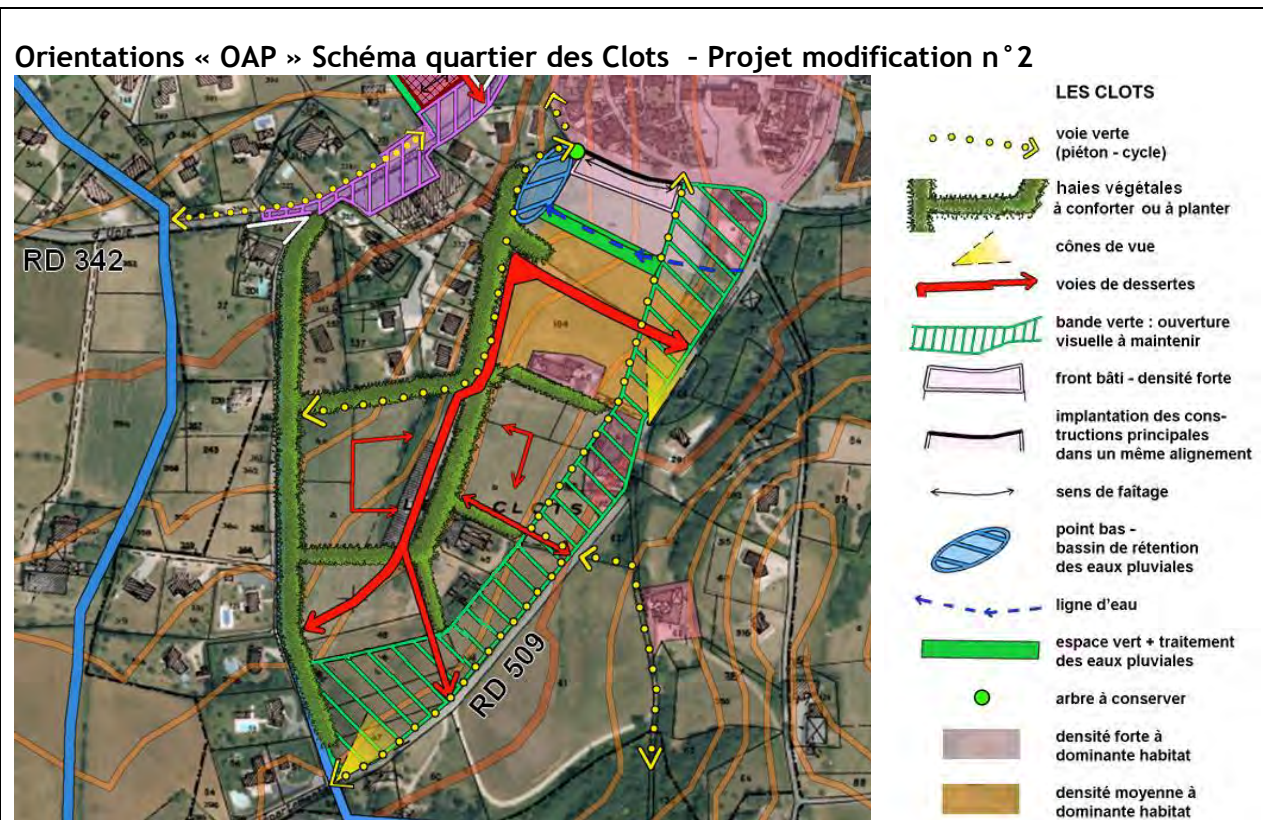 Orientations « OAP » Schéma quartier des Clots - Projet modification n°2
LES CLOTS
voie verte
(piéton - cycle)
haies végétales
à conforter ou à planter
cônes de vue
voies de dessertes
bande verte : ouverture
visuelle à maintenir
front bâti - densité forte
implantation des cons-
tructions principales
dans un même alignement
sens de faîtage
point bas -
bassin de rétention
des eaux pluviales
ligne d'eau
espace vert + traitement
des eaux pluviales
arbre à conserver
densité forte à
dominante habitat
densité moyenne à
dominante habitat
RD 342
CLOTS
RD 509